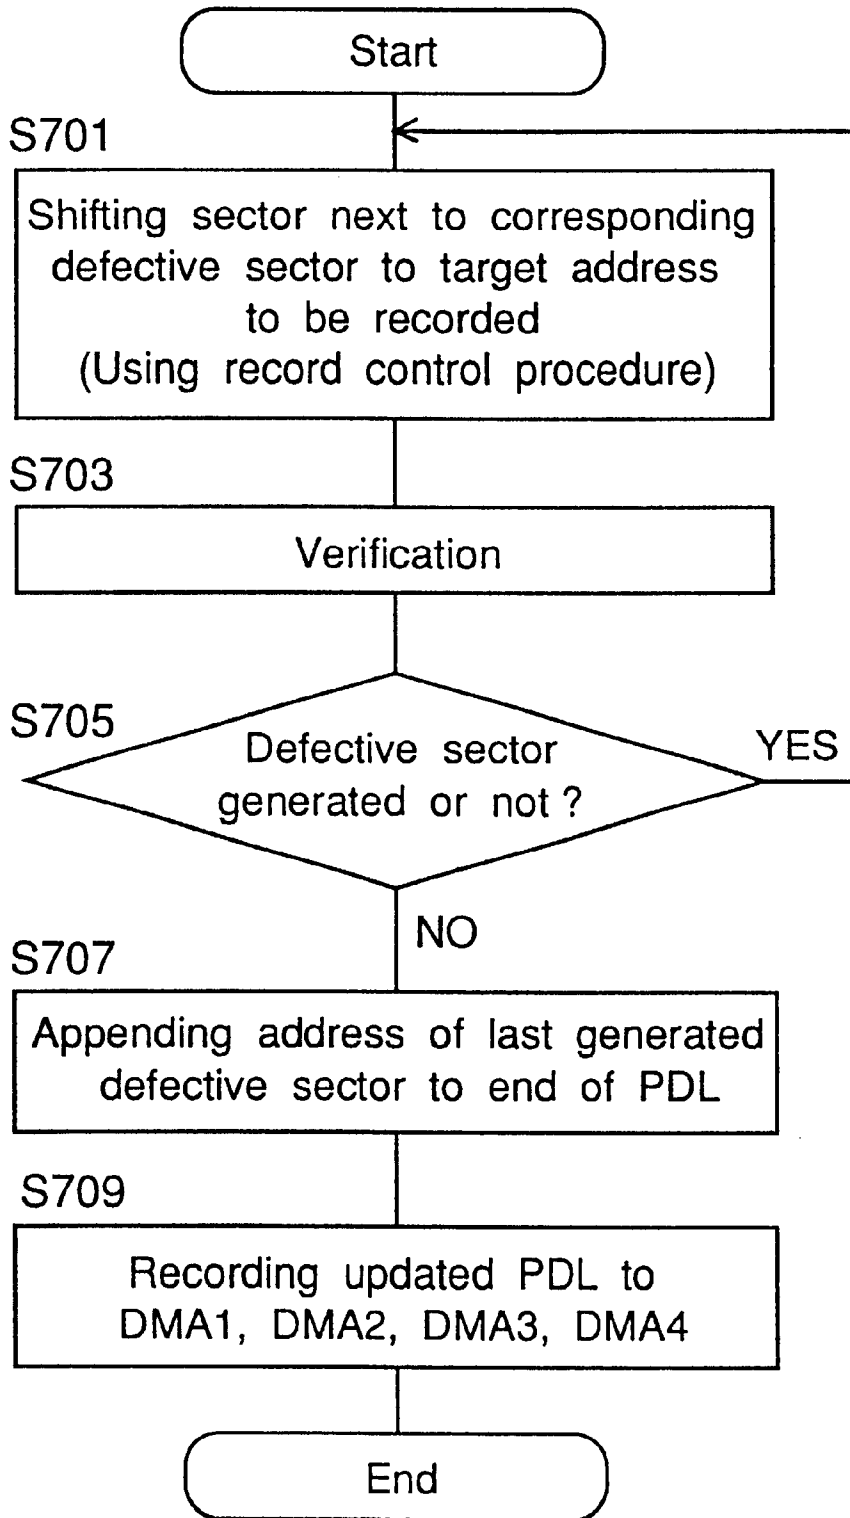 Start
S701
Shifting sector next to corresponding
defective sector to target address
to be recorded
(Using record control procedure)
S703
Verification
S705
Defective sector
generated or not ?
YES
NO
S707
Appending address of last generated
defective sector to end of PDL
S709
Recording updated PDL to
DMA1, DMA2, DMA3, DMA4
End